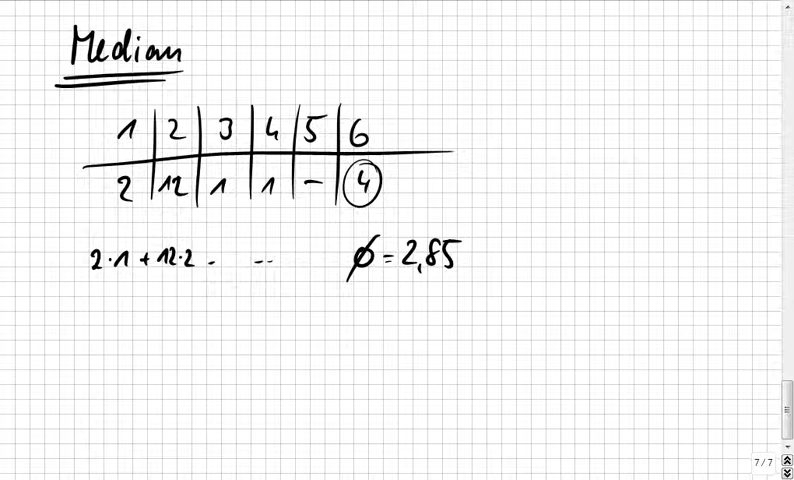 Median
1 2 3 4 5 6
2 12 1 1 - 4
2·1 + 12·2 . .. ø = 2,85
7/7